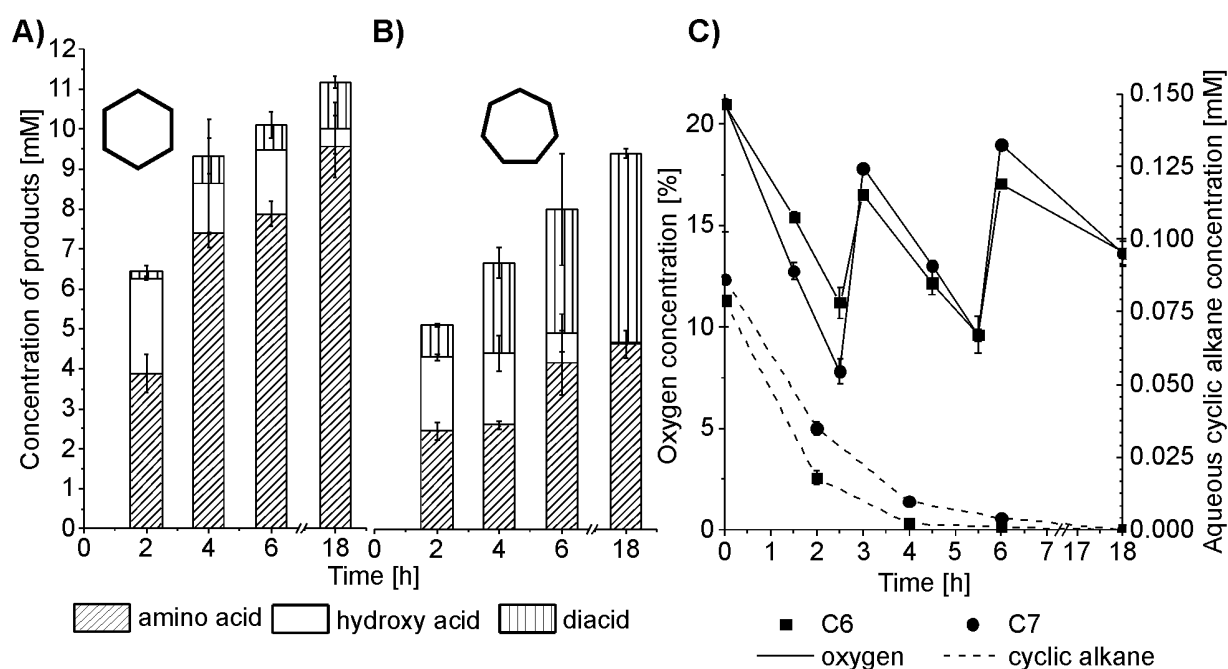 A)
B)
C)
Concentration of products [mM]
12
11
10
9
8
7
6
5
4
3
2
1
0
0 2 4 6 18
0 2 4 6 18
Time [h]
amino acid hydroxy acid diacid
Oxygen concentration [%]
20
15
10
5
0
0 1 2 3 4 5 6 7 17 18
Time [h]
Aqueous cyclic alkane concentration [mM]
0.150
0.125
0.100
0.075
0.050
0.025
0.000
C6 C7
oxygen cyclic alkane